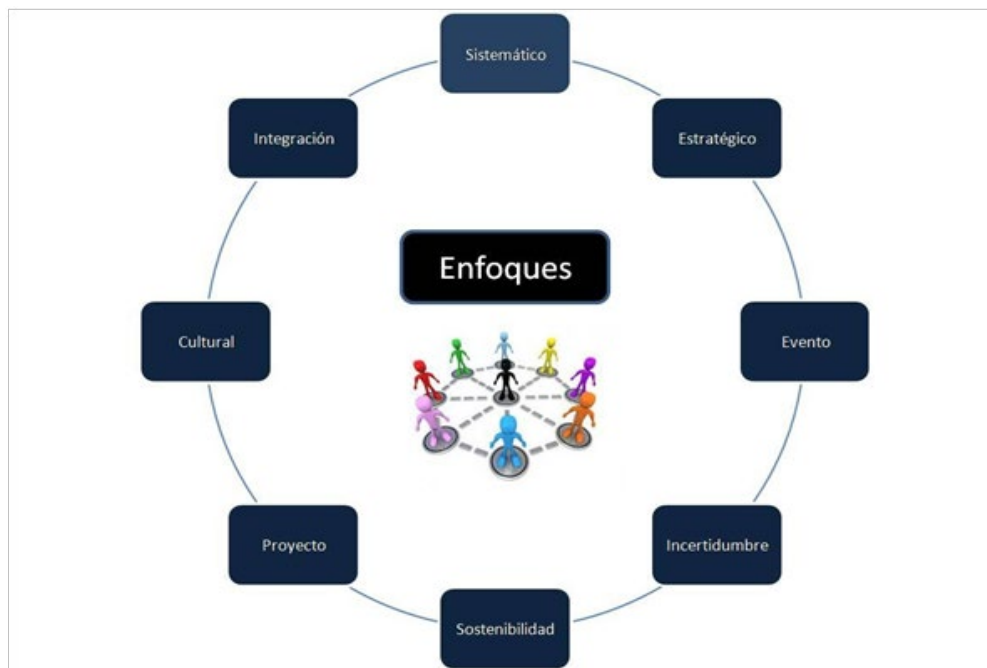 Sistemático
Integración
Estratégico
Enfoques
Cultural
Evento
Proyecto
Incertidumbre
Sostenibilidad